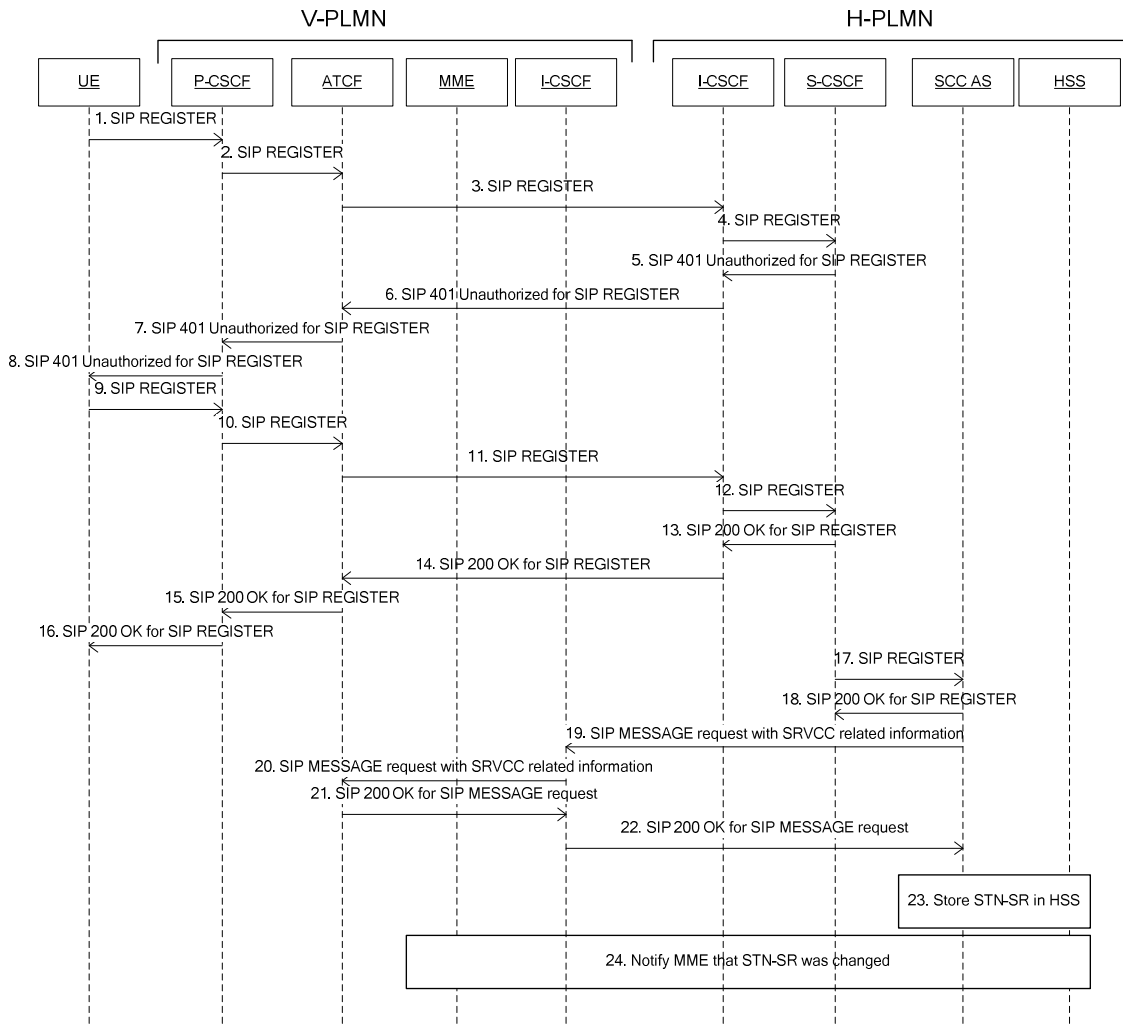 V-PLMN
H-PLMN
UE
P-CSCF
ATCF
MME
I-CSCF
I-CSCF
S-CSCF
SCC AS
HSS
1. SIP REGISTER
2. SIP REGISTER
3. SIP REGISTER
4. SIP REGISTER
5. SIP 401 Unauthorized for SIP REGISTER
6. SIP 401 Unauthorized for SIP REGISTER
7. SIP 401 Unauthorized for SIP REGISTER
8. SIP 401 Unauthorized for SIP REGISTER
9. SIP REGISTER
10. SIP REGISTER
11. SIP REGISTER
12. SIP REGISTER
13. SIP 200 OK for SIP REGISTER
14. SIP 200 OK for SIP REGISTER
15. SIP 200 OK for SIP REGISTER
16. SIP 200 OK for SIP REGISTER
17. SIP REGISTER
18. SIP 200 OK for SIP REGISTER
19. SIP MESSAGE request with SRVCC related information
20. SIP MESSAGE request with SRVCC related information
21. SIP 200 OK for SIP MESSAGE request
22. SIP 200 OK for SIP MESSAGE request
23. Store STN-SR in HSS
24. Notify MME that STN-SR was changed